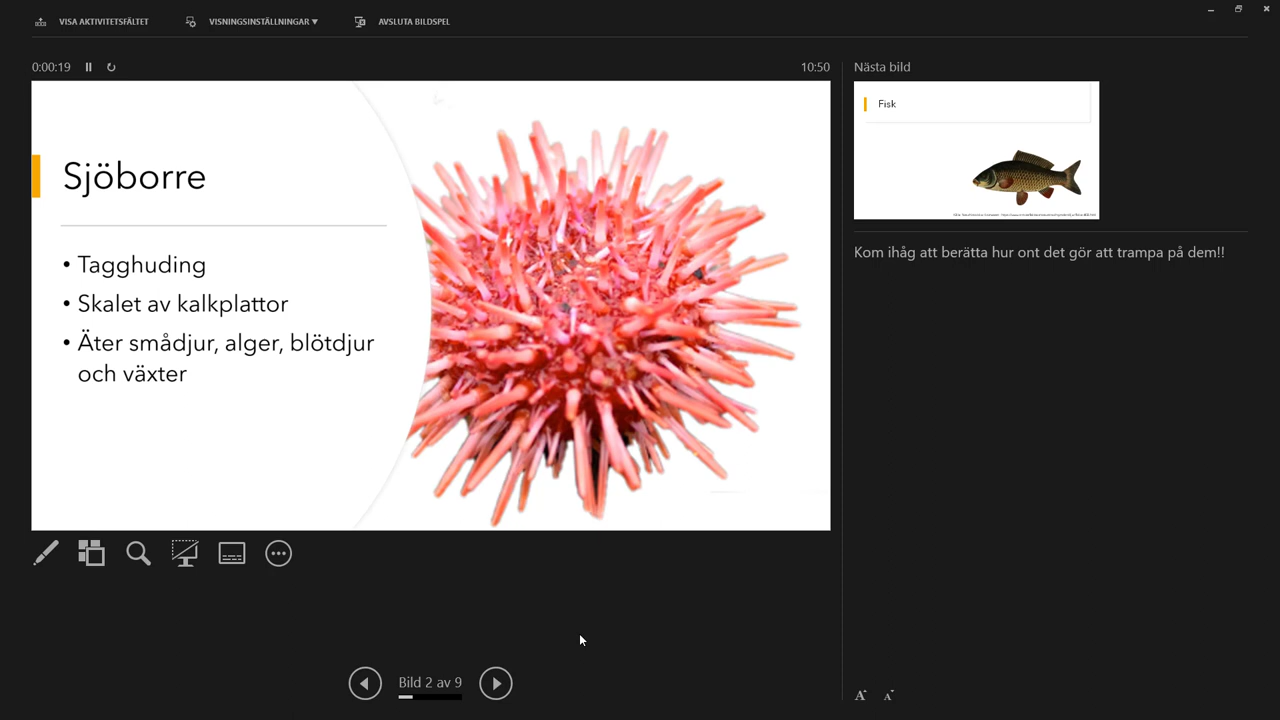 VISA AKTIVITETSFÄLTET
VISNINGSINSTÄLLNINGAR ▼
AVSLUTA BILDSPEL
0:00:19
10:50
Nästa bild
Sjöborre
• Tagghuding
• Skalet av kalkplattor
• Äter smådjur, alger, blötdjur
och växter
Fisk
Kom ihåg att berätta hur ont det gör att trampa på dem!!
Bild 2 av 9
A
A